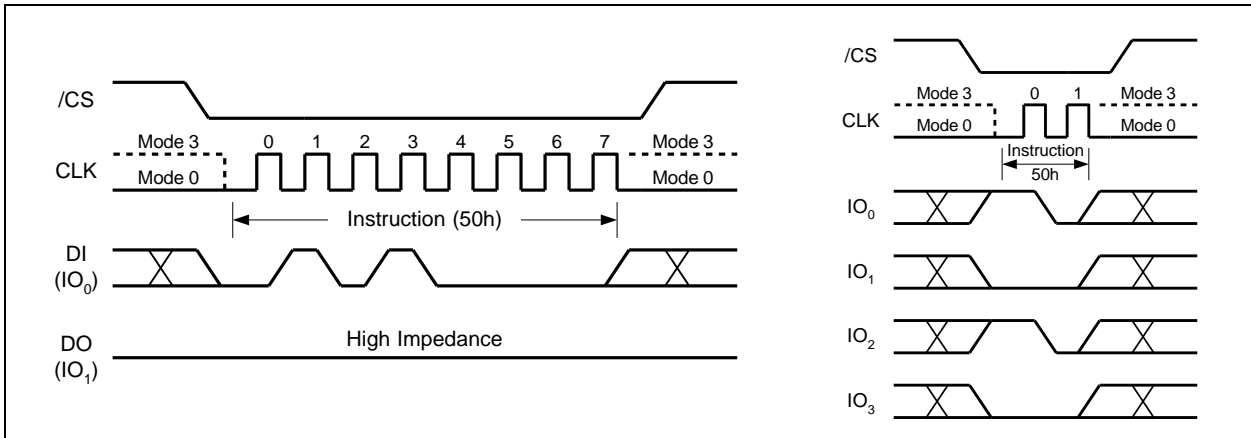 /CS
Mode 3 0 1 2 3 4 5 6 7 Mode 3
CLK
Mode 0 Mode 0
Instruction (50h)
DI
(IO0)
High Impedance
DO
(IO1)
/CS
Mode 3 0 1 Mode 3
CLK
Mode 0 Mode 0
Instruction
50h
IO0
IO1
IO2
IO3